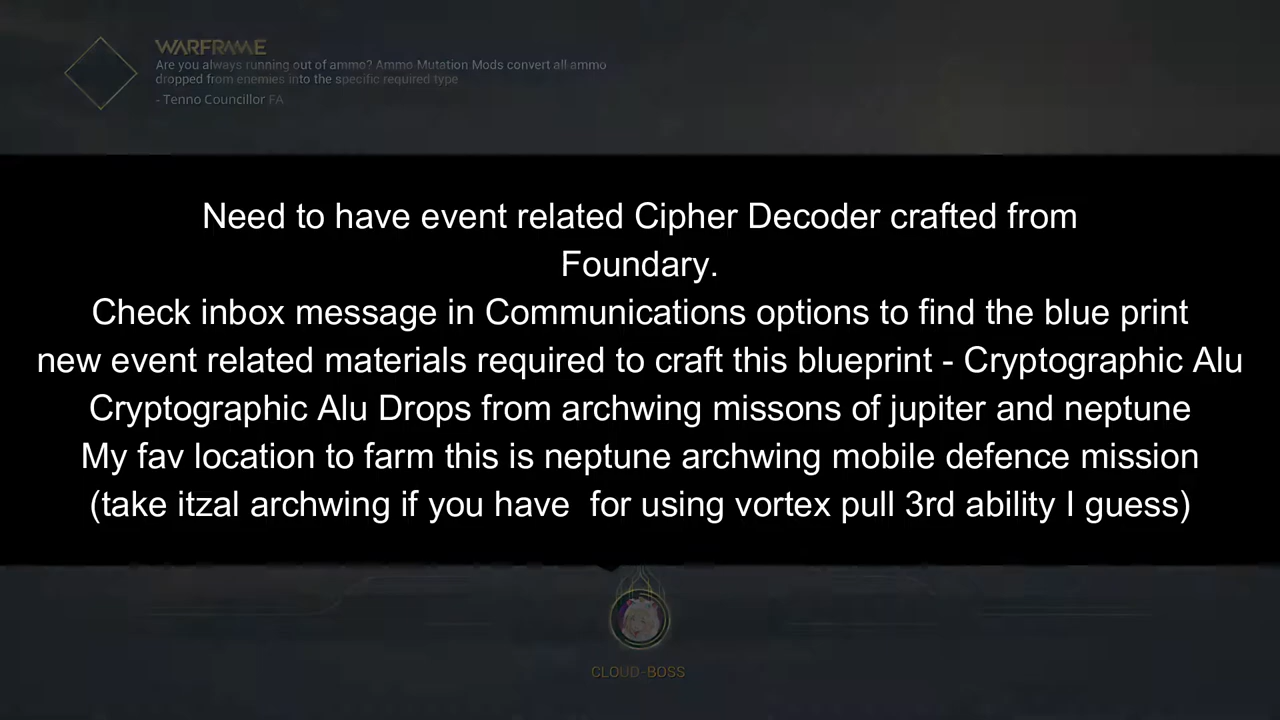 WARFRAME
Are you always running out of ammo? Ammo Mutation Mods convert all ammo
dropped from enemies into the specific required type
- Tenno Councillor FA
Need to have event related Cipher Decoder crafted from
Foundary.
Check inbox message in Communications options to find the blue print
new event related materials required to craft this blueprint - Cryptographic Alu
Cryptographic Alu Drops from archwing missons of jupiter and neptune
My fav location to farm this is neptune archwing mobile defence mission
(take itzal archwing if you have  for using vortex pull 3rd ability I guess)
CLOUD-BOSS